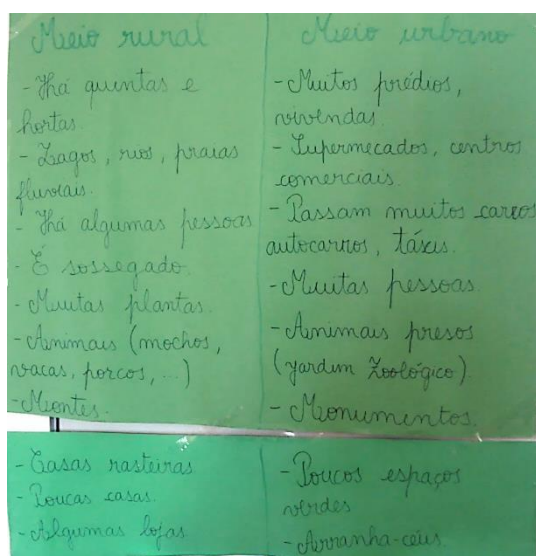 Meio rural
- Há quintas e
hortas.
- Lagos, rios, praias
fluviais.
- Há algumas pessoas
- É sossegado.
- Muitas plantas.
- Animais (mochos,
vacas, porcos, ...)
- Montes.
- Casas rasteiras.
- Poucas casas.
- Algumas lojas.
Meio urbano
- Muitos prédios,
vivendas.
- Supermecados, centros
comerciais.
- Passam muitos carros
autocarros, táxis.
- Muitas pessoas.
- Animais presos
(jardim Zoológico).
- Monumentos.
- Poucos espaços
verdes
- Arranha-céus.